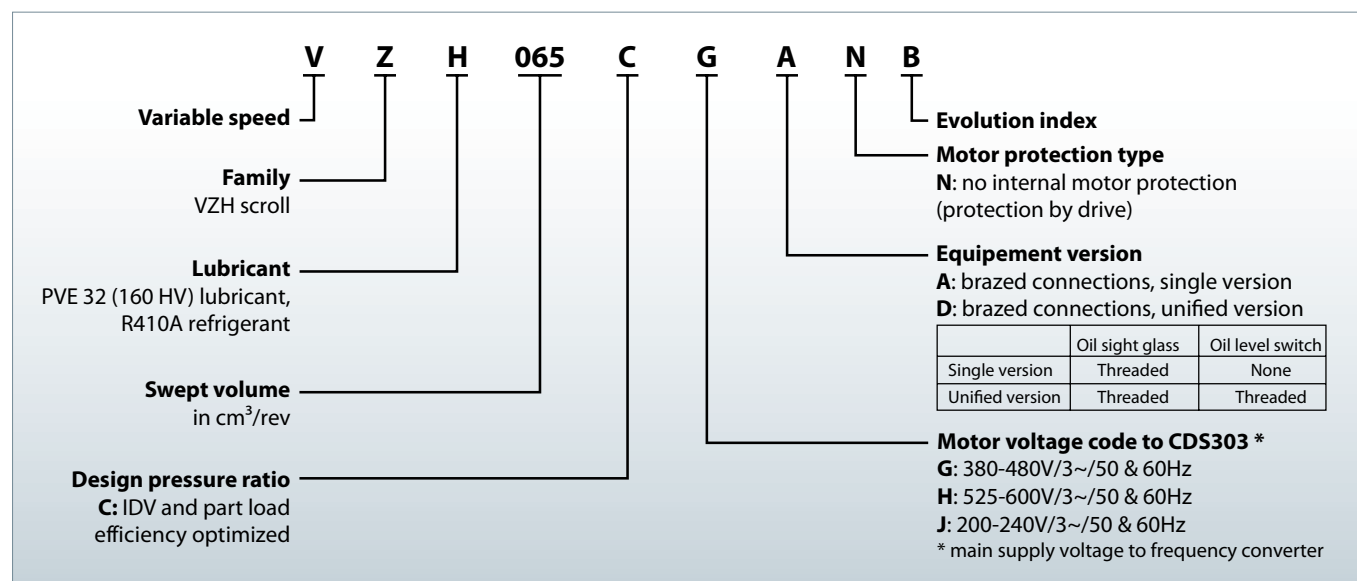 V Z H 065 C G A N B
Variable speed
Family
VZH scroll
Lubricant
PVE 32 (160 HV) lubricant,
R410A refrigerant
Swept volume
in cm³/rev
Design pressure ratio
C: IDV and part load
efficiency optimized
Evolution index
Motor protection type
N: no internal motor protection
(protection by drive)
Equipement version
A: brazed connections, single version
D: brazed connections, unified version
Oil sight glass Oil level switch
Single version Threaded None
Unified version Threaded Threaded
Motor voltage code to CDS303 *
G: 380-480V/3~/50 & 60Hz
H: 525-600V/3~/50 & 60Hz
J: 200-240V/3~/50 & 60Hz
* main supply voltage to frequency converter